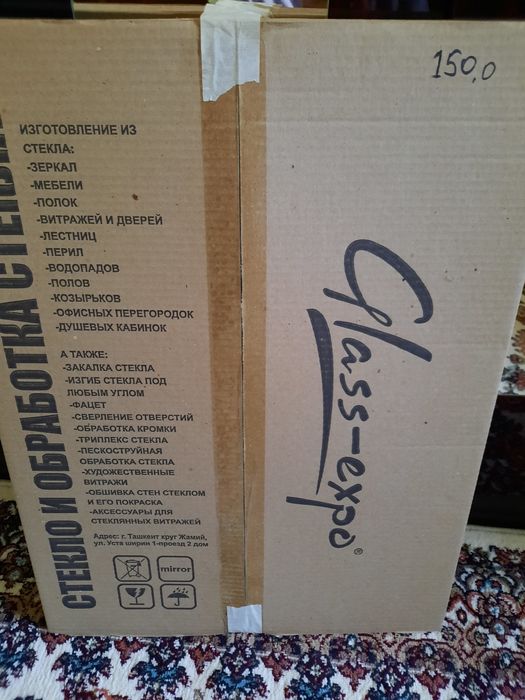 150,0
СТЕКЛО И ОБРАБОТКА
ИЗГОТОВЛЕНИЕ ИЗ
СТЕКЛА:
-ЗЕРКАЛ
-МЕБЕЛИ
-ПОЛОК
-ВИТРАЖЕЙ И ДВЕРЕЙ
-ЛЕСТНИЦ
-ПЕРИЛ
-ВОДОПАДОВ
-ПОЛОВ
-КОЗЫРЬКОВ
-ОФИСНЫХ ПЕРЕГОРОДОК
-ДУШЕВЫХ КАБИНОК
А ТАКЖЕ:
-ЗАКАЛКА СТЕКЛА
-ИЗГИБ СТЕКЛА ПОД
ЛЮБЫМ УГЛОМ
-ФАЦЕТ
-СВЕРЛЕНИЕ ОТВЕРСТИЙ
-ОБРАБОТКА КРОМКИ
-ТРИПЛЕКС СТЕКЛА
-ПЕСКОСТРУЙНАЯ
ОБРАБОТКА СТЕКЛА
-ХУДОЖЕСТВЕННЫЕ
ВИТРАЖИ
-ОБШИВКА СТЕН СТЕКЛОМ
И ЕГО ПОКРАСКА
-АКСЕССУАРЫ ДЛЯ
СТЕКЛЯННЫХ ВИТРАЖЕЙ
Адрес: г. Ташкент круг Жамий,
ул. Уста ширин 1-проезд 2 дом
mirror
Glass-expo®